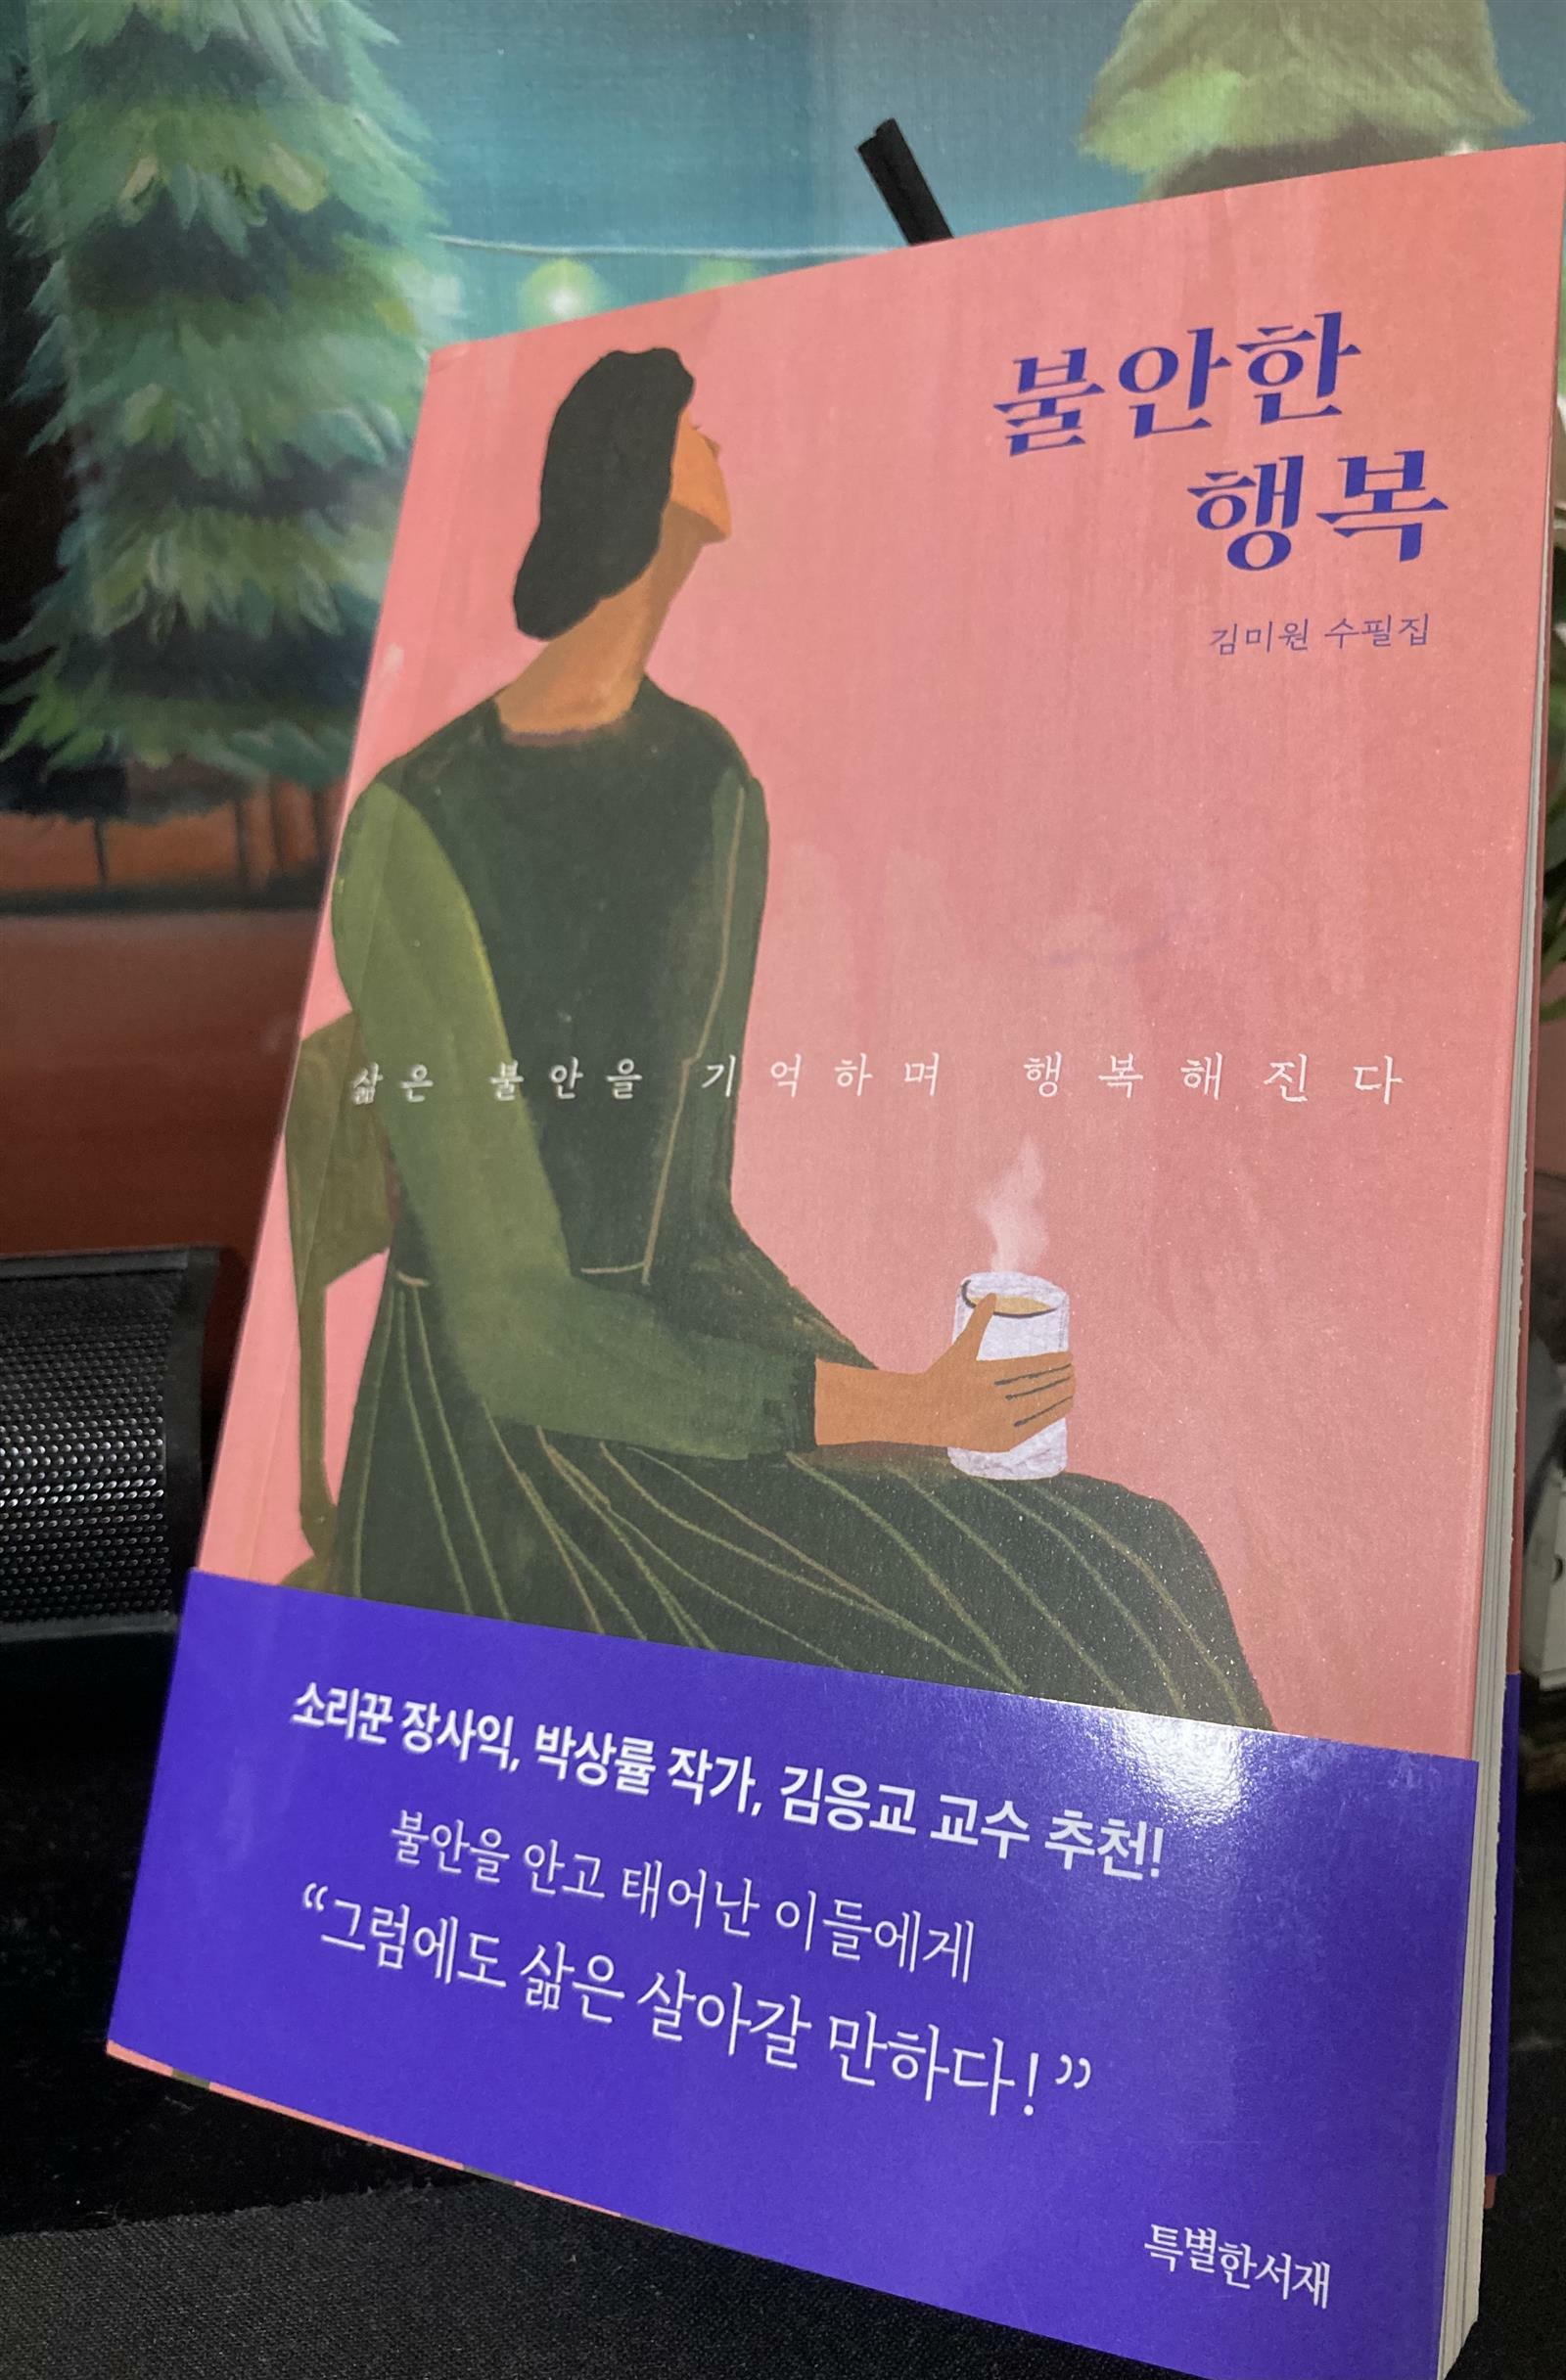 불안한
행복
김미원 수필집
삶은 불안을 기억하며 행복해진다
소리꾼 장사익, 박상률 작가, 김응교 교수 추천!
불안을 안고 태어난 이들에게
“그럼에도 삶은 살아갈 만하다!”
특별한서재